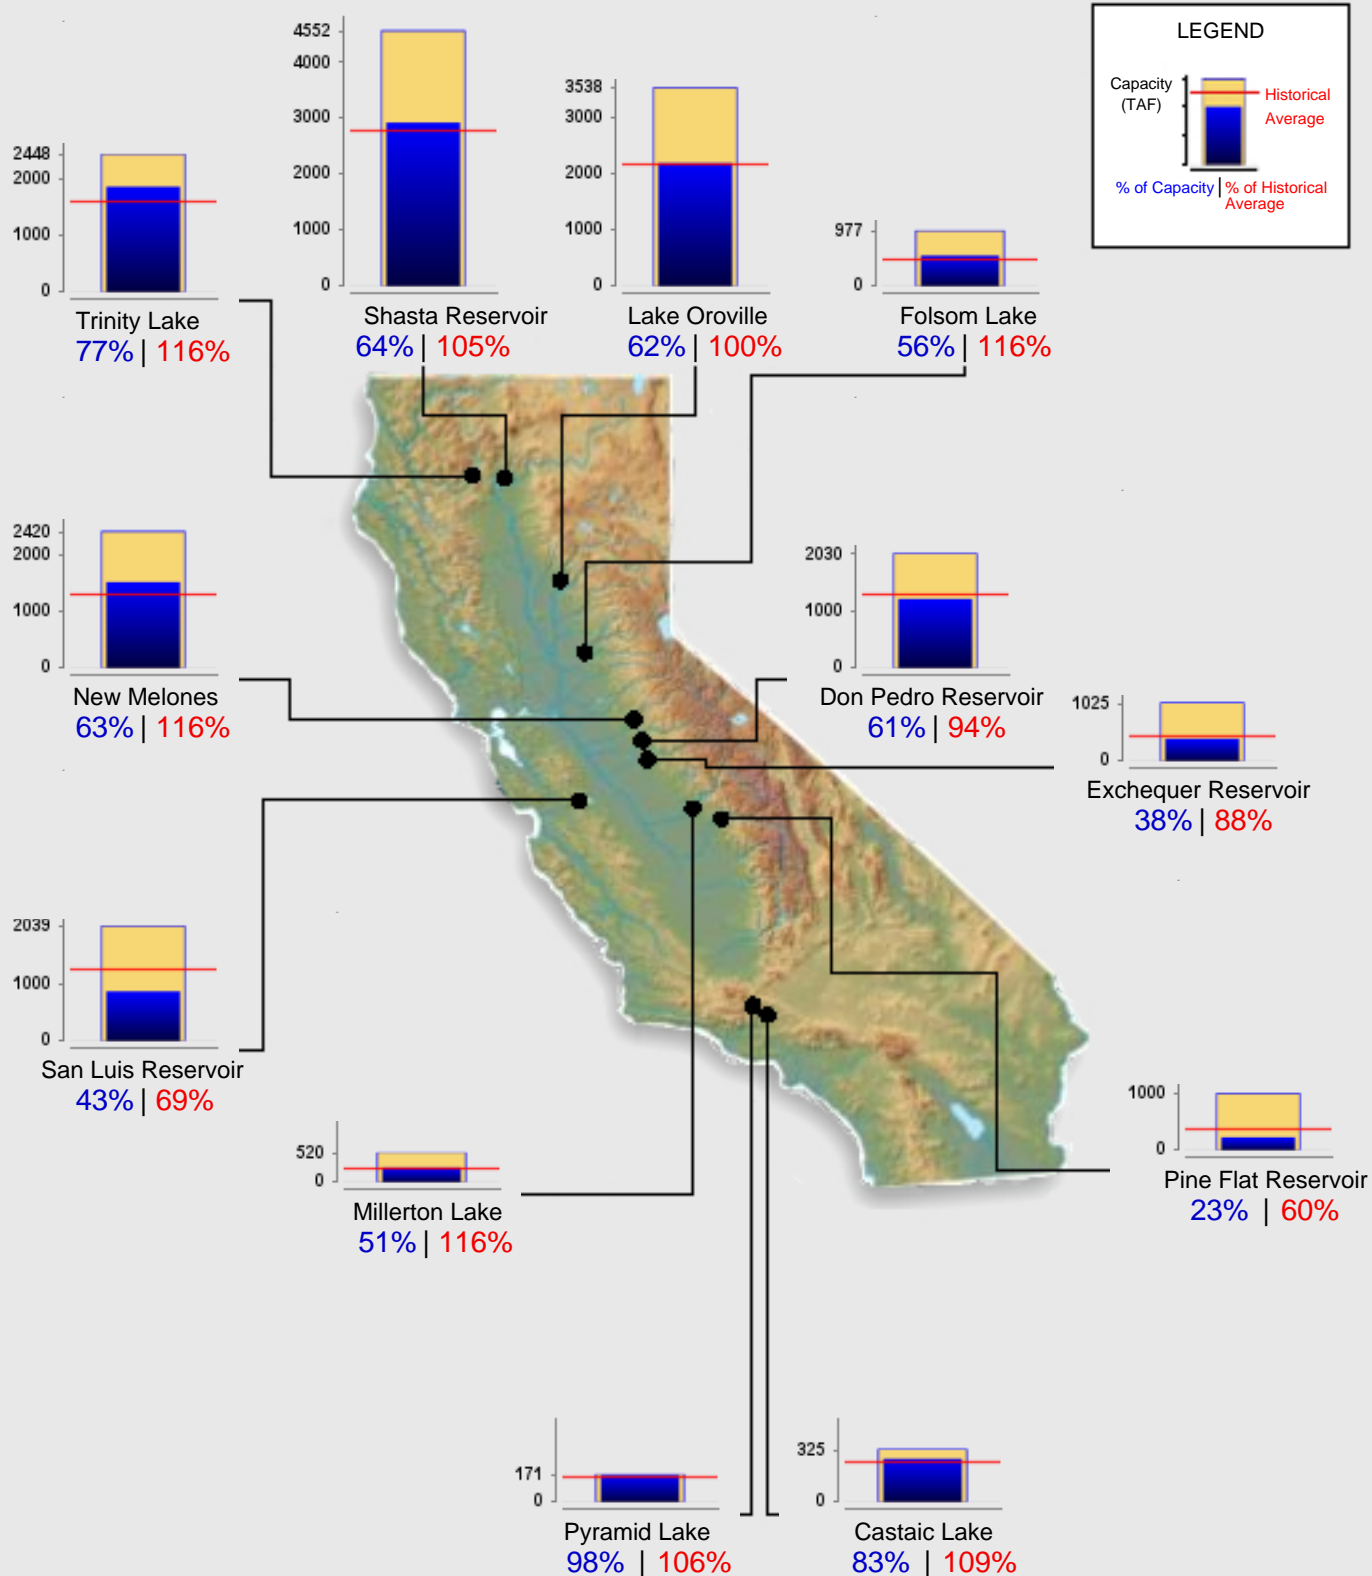 LEGEND
Capacity
(TAF)
Historical
Average
% of Capacity | % of Historical
Average
4552
4000
3000
2000
1000
0
Shasta Reservoir
64% | 105%
3538
3000
2000
1000
0
Lake Oroville
62% | 100%
2448
2000
1000
0
Trinity Lake
77% | 116%
977
0
Folsom Lake
56% | 116%
2420
2000
1000
0
New Melones
63% | 116%
2030
1000
0
Don Pedro Reservoir
61% | 94%
1025
0
Exchequer Reservoir
38% | 88%
2039
1000
0
San Luis Reservoir
43% | 69%
520
0
Millerton Lake
51% | 116%
1000
0
Pine Flat Reservoir
23% | 60%
171
0
Pyramid Lake
98% | 106%
325
0
Castaic Lake
83% | 109%